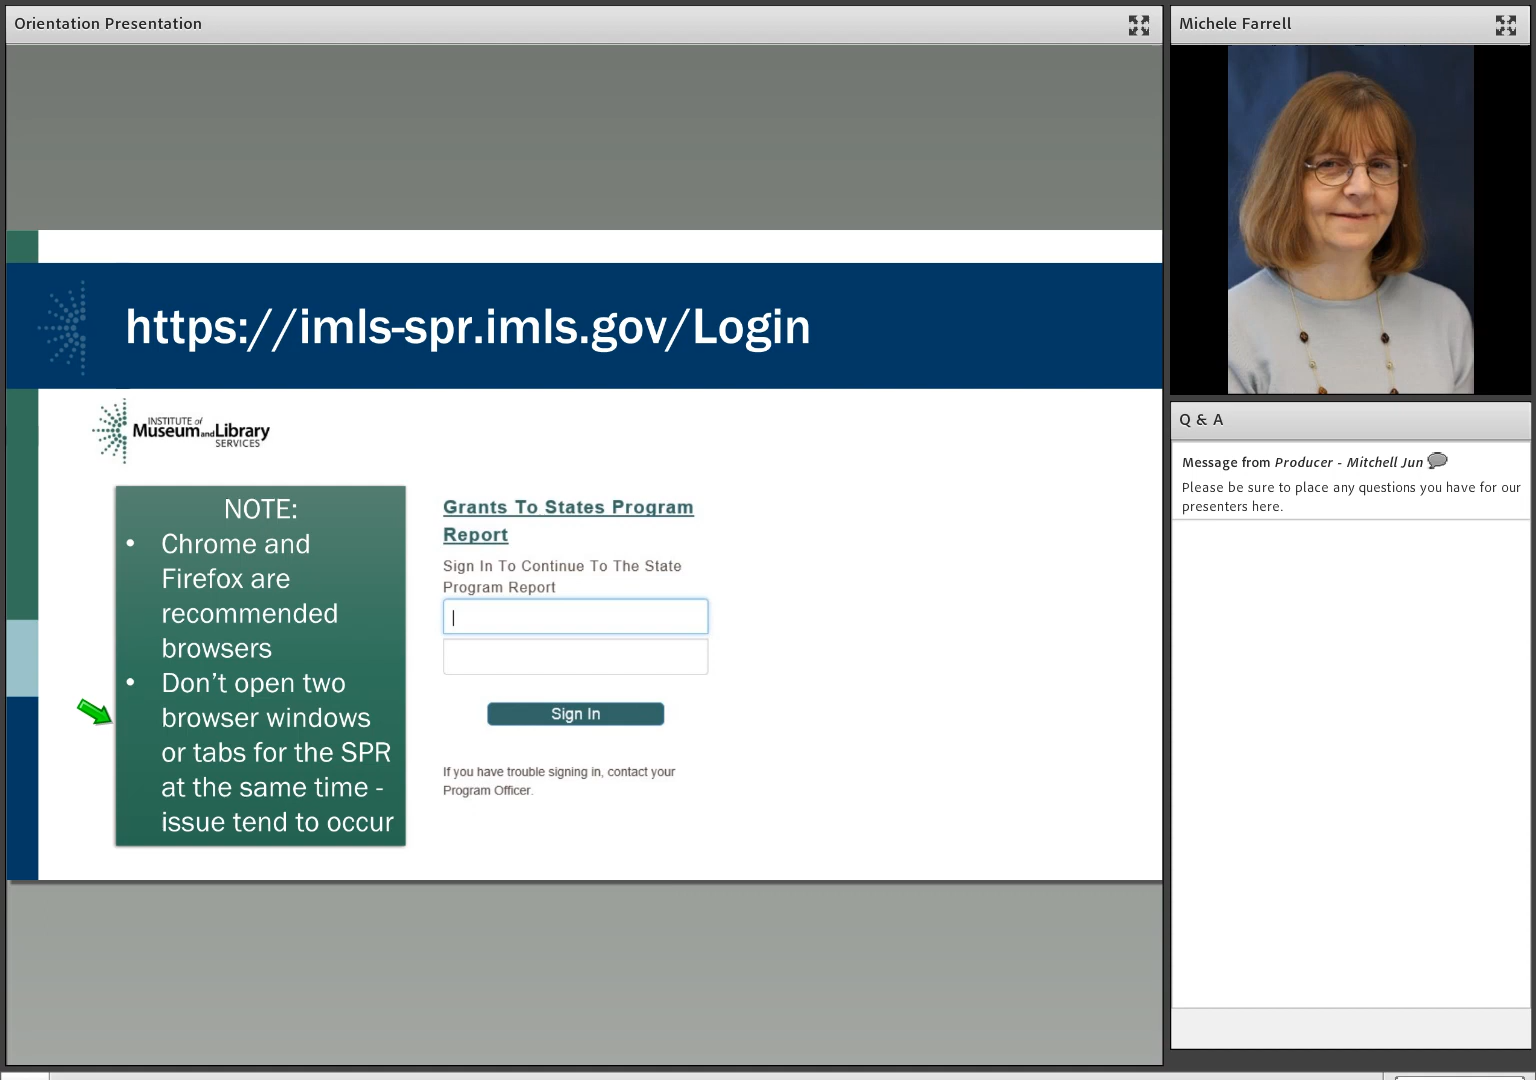 Orientation Presentation
https://imls-spr.imls.gov/Login
INSTITUTE of
Museum and Library
SERVICES
NOTE:
• Chrome and
Firefox are
recommended
browsers
• Don’t open two
browser windows
or tabs for the SPR
at the same time -
issue tend to occur
Grants To States Program
Report
Sign In To Continue To The State
Program Report
Sign In
If you have trouble signing in, contact your
Program Officer.
Michele Farrell
Q & A
Message from Producer - Mitchell Jun
Please be sure to place any questions you have for our
presenters here.